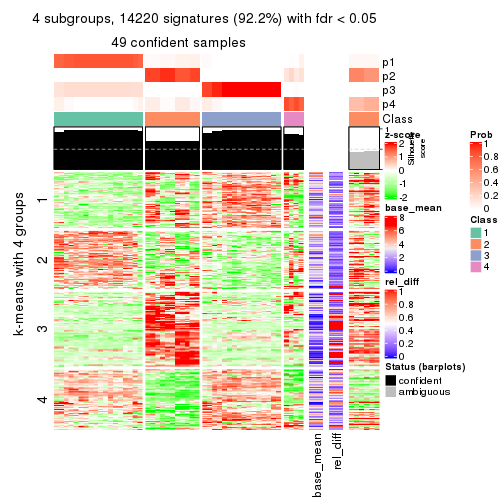 4 subgroups, 14220 signatures (92.2%) with fdr < 0.05
49 confident samples
p1
p2
p3
p4
Class
1
0
Silhouette
score
k-means with 4 groups
1
2
3
4
base_mean
rel_diff
z-score
2
1
0
-1
-2
base_mean
8
6
4
2
0
rel_diff
1
0.8
0.6
0.4
0.2
0
Status (barplots)
confident
ambiguous
Prob
1
0.8
0.6
0.4
0.2
0
Class
1
2
3
4